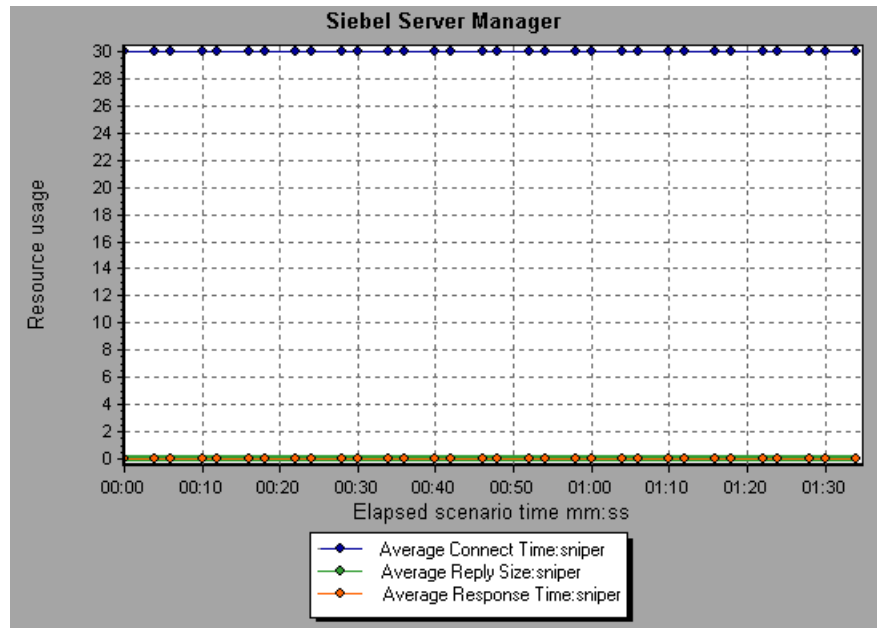 Siebel Server Manager
Resource usage
30
28
26
24
22
20
18
16
14
12
10
8
6
4
2
0
00:00 00:10 00:20 00:30 00:40 00:50 01:00 01:10 01:20 01:30
Elapsed scenario time mm:ss
Average Connect Time:sniper
Average Reply Size:sniper
Average Response Time:sniper